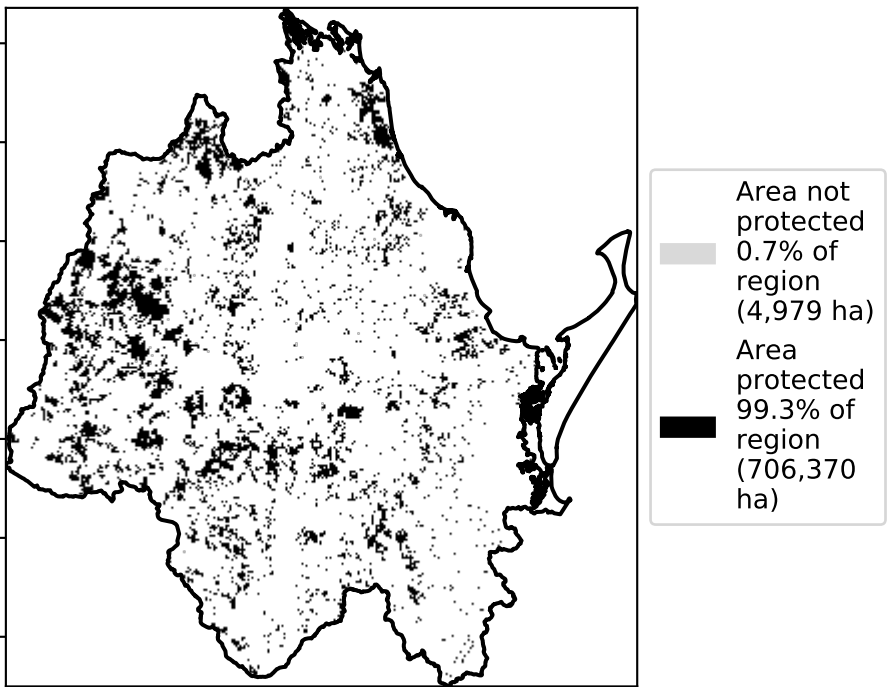 Area not
protected
0.7% of
region
(4,979 ha)
Area
protected
99.3% of
region
(706,370
ha)